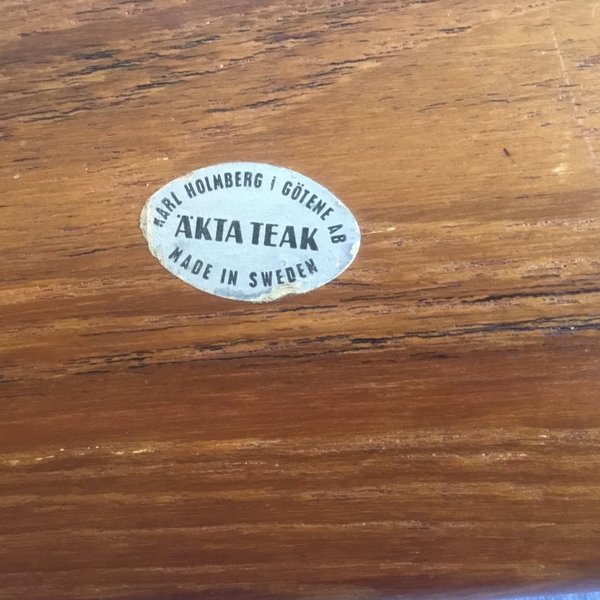 KARL HOLMBERG i GÖTENE AB
ÄKTA TEAK
MADE IN SWEDEN